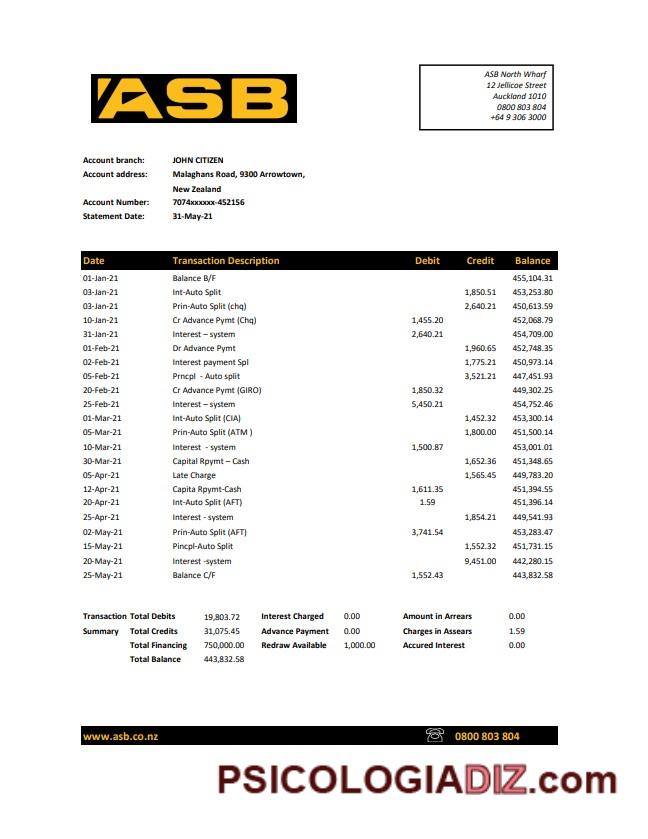 ASB
ASB North Wharf
12 Jellicoe Street
Auckland 1010
0800 803 804
+64 9 306 3000
Account branch: JOHN CITIZEN
Account address: Malaghans Road, 9300 Arrowtown,
New Zealand
Account Number: 7074xxxxxx-452156
Statement Date: 31-May-21
Date Transaction Description Debit Credit Balance
01-Jan-21 Balance B/F 455,104.31
03-Jan-21 Int-Auto Split 1,850.51 453,253.80
03-Jan-21 Prin-Auto Split (chq) 2,640.21 450,613.59
10-Jan-21 Cr Advance Pymt (Chq) 1,455.20 452,068.79
31-Jan-21 Interest – system 2,640.21 454,709.00
01-Feb-21 Dr Advance Pymt 1,960.65 452,748.35
02-Feb-21 Interest payment Spl 1,775.21 450,973.14
05-Feb-21 Prncpl - Auto split 3,521.21 447,451.93
20-Feb-21 Cr Advance Pymt (GIRO) 1,850.32 449,302.25
25-Feb-21 Interest – system 5,450.21 454,752.46
01-Mar-21 Int-Auto Split (CIA) 1,452.32 453,300.14
05-Mar-21 Prin-Auto Split (ATM ) 1,800.00 451,500.14
10-Mar-21 Interest - system 1,500.87 453,001.01
30-Mar-21 Capital Rpymt – Cash 1,652.36 451,348.65
05-Apr-21 Late Charge 1,565.45 449,783.20
12-Apr-21 Capita Rpymt-Cash 1,611.35 451,394.55
20-Apr-21 Int-Auto Split (AFT) 1.59 451,396.14
25-Apr-21 Interest - system 1,854.21 449,541.93
02-May-21 Prin-Auto Split (AFT) 3,741.54 453,283.47
15-May-21 Pincpl-Auto Split 1,552.32 451,731.15
20-May-21 Interest -system 9,451.00 442,280.15
25-May-21 Balance C/F 1,552.43 443,832.58
Transaction Total Debits 19,803.72 Interest Charged 0.00 Amount in Arrears 0.00
Summary Total Credits 31,075.45 Advance Payment 0.00 Charges in Assears 1.59
Total Financing 750,000.00 Redraw Available 1,000.00 Accured Interest 0.00
Total Balance 443,832.58
www.asb.co.nz 0800 803 804
PSICOLOGIADIZ.com